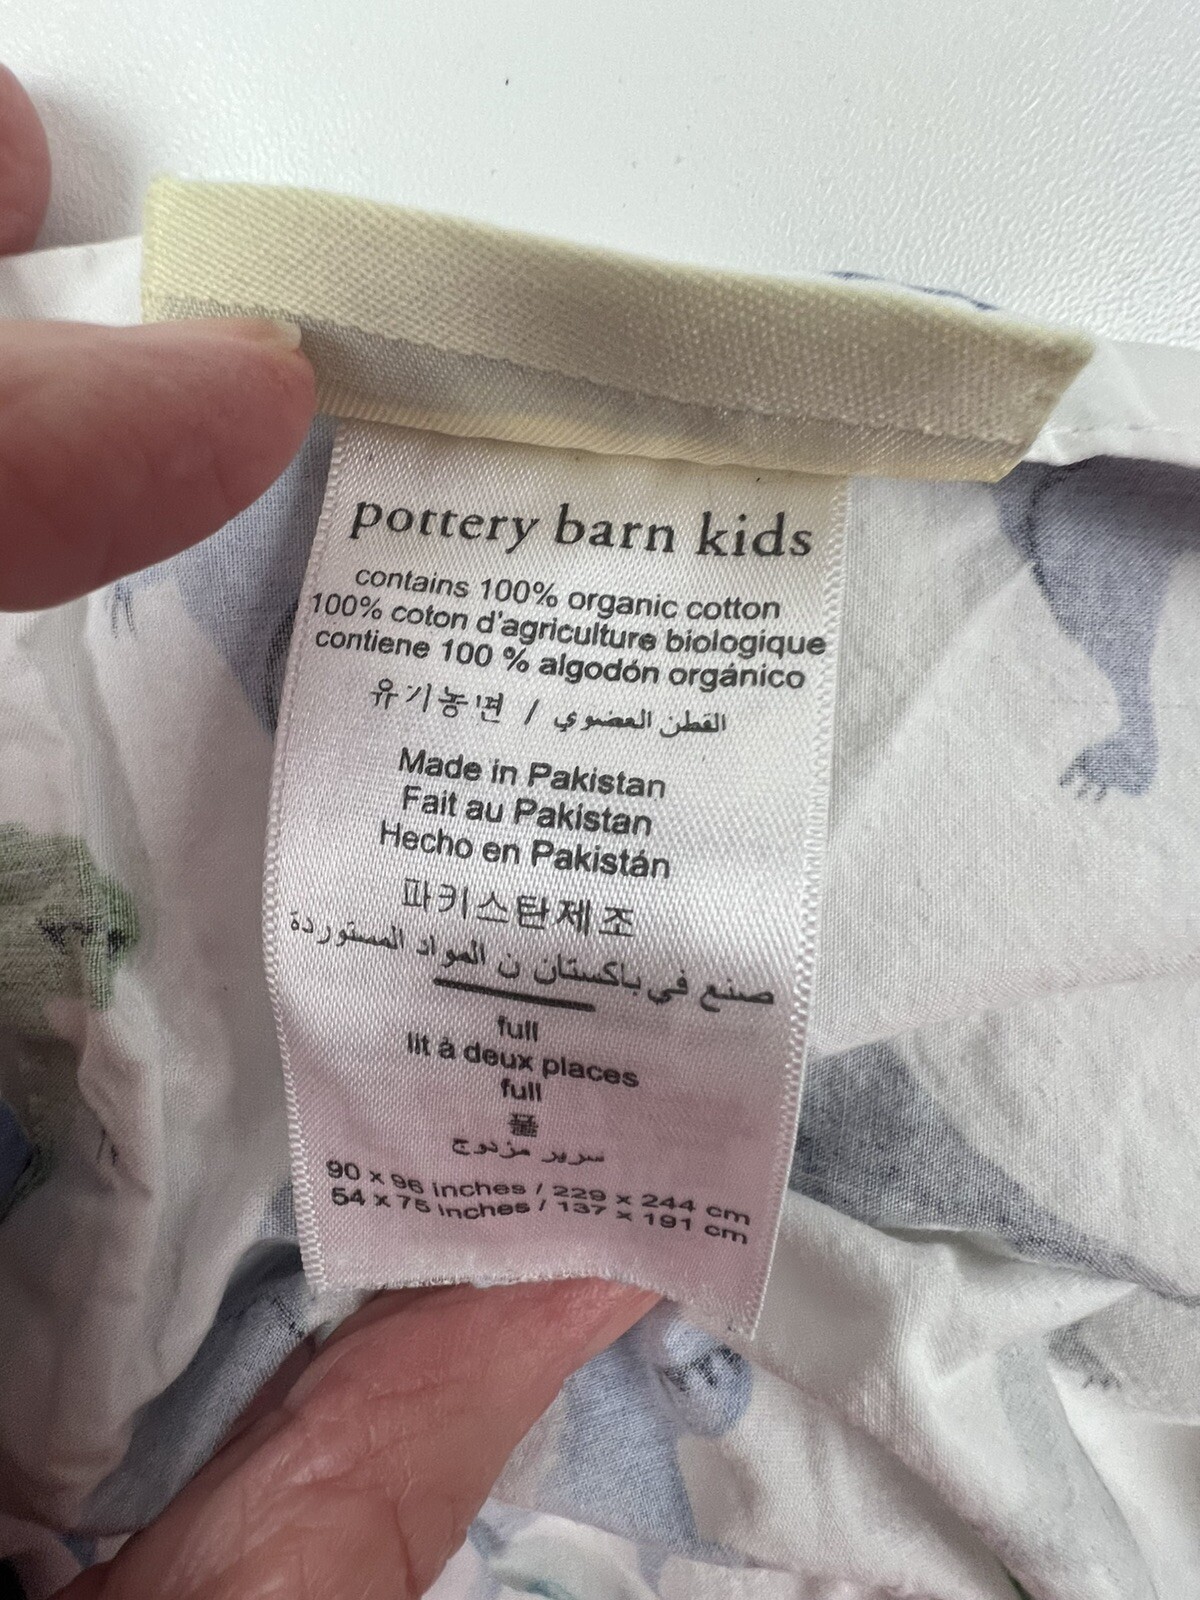 pottery barn kids
contains 100% organic cotton
100% coton d'agriculture biologique
contiene 100 % algodón orgánico
유기농면 / القطن العضوي
Made in Pakistan
Fait au Pakistan
Hecho en Pakistán
파키스탄제조
صنع في باكستان ن المواد المستوردة
full
lit à deux places
full
풀
سرير مزدوج
90 x 96 inches / 229 x 244 cm
54 x 75 inches / 137 x 191 cm